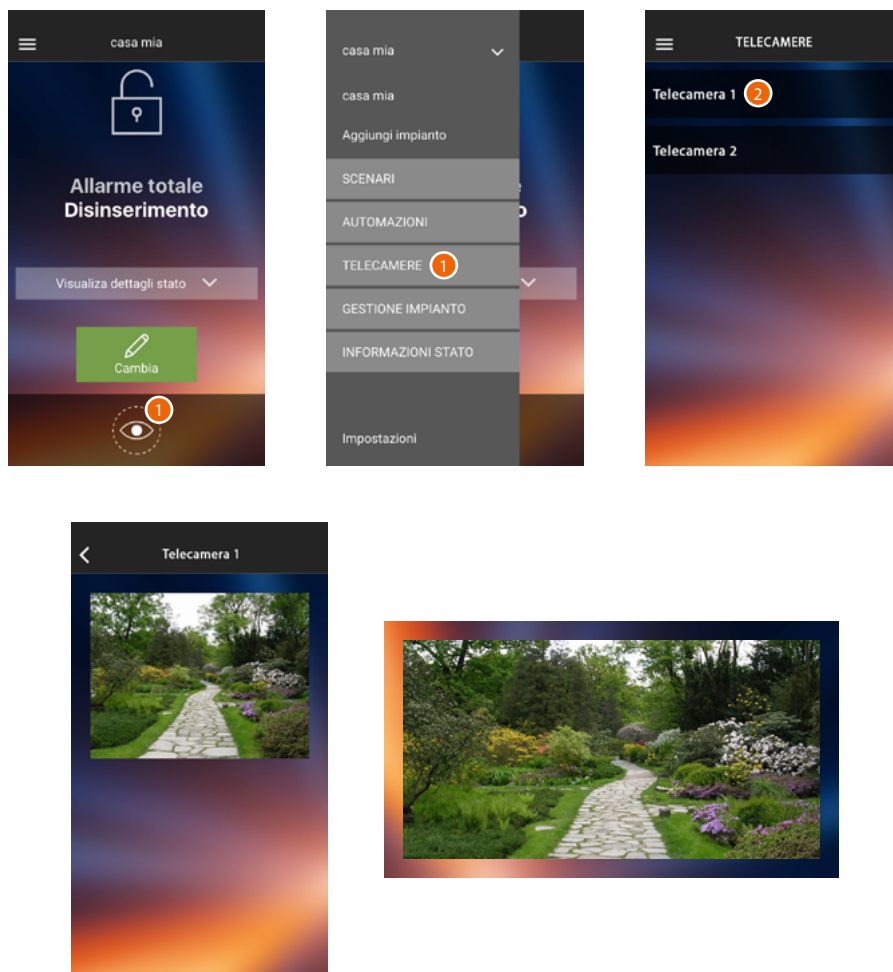 casa mia
Allarme totale
Disinserimento
Visualiza dettagli stato
Cambia
1
casa mia
casa mia
Aggiungi impianto
SCENARI
AUTOMAZIONI
TELECAMERE 1
GESTIONE IMPIANTO
INFORMAZIONI STATO
Impostazioni
TELECAMERE
Telecamera 1 2
Telecamera 2
Telecamera 1